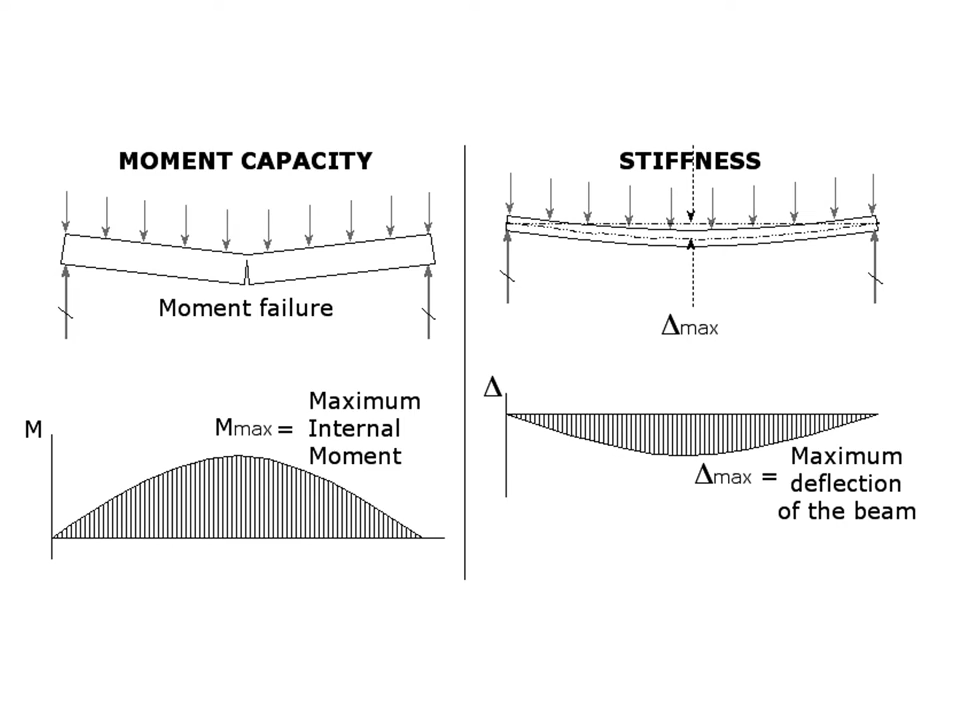 MOMENT CAPACITY
Moment failure
M
Mmax =
Maximum
Internal
Moment
STIFFNESS
Δmax
Δ
Δmax =
Maximum
deflection
of the beam